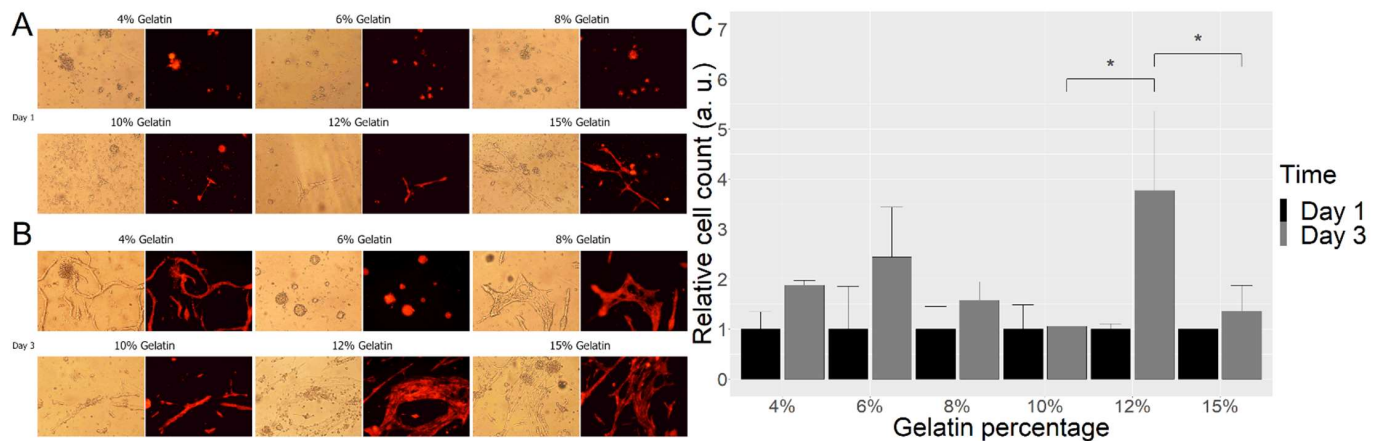 A
4% Gelatin 6% Gelatin 8% Gelatin
Day 1
10% Gelatin 12% Gelatin 15% Gelatin
B
4% Gelatin 6% Gelatin 8% Gelatin
Day 3
10% Gelatin 12% Gelatin 15% Gelatin
C
Relative cell count (a. u.)
7
6
5
4
3
2
1
0
* *
4% 6% 8% 10% 12% 15%
Gelatin percentage
Time
Day 1
Day 3